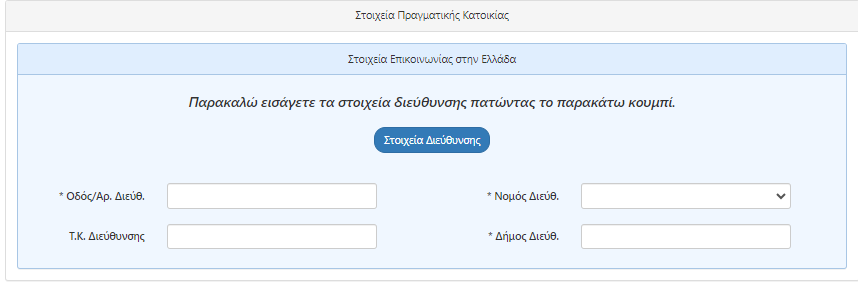 Στοιχεία Πραγματικής Κατοικίας
Στοιχεία Επικοινωνίας στην Ελλάδα
Παρακαλώ εισάγετε τα στοιχεία διεύθυνσης πατώντας το παρακάτω κουμπί.
Στοιχεία Διεύθυνσης
* Οδός/Αρ. Διεύθ.
* Νομός Διεύθ.
Τ.Κ. Διεύθυνσης
* Δήμος Διεύθ.